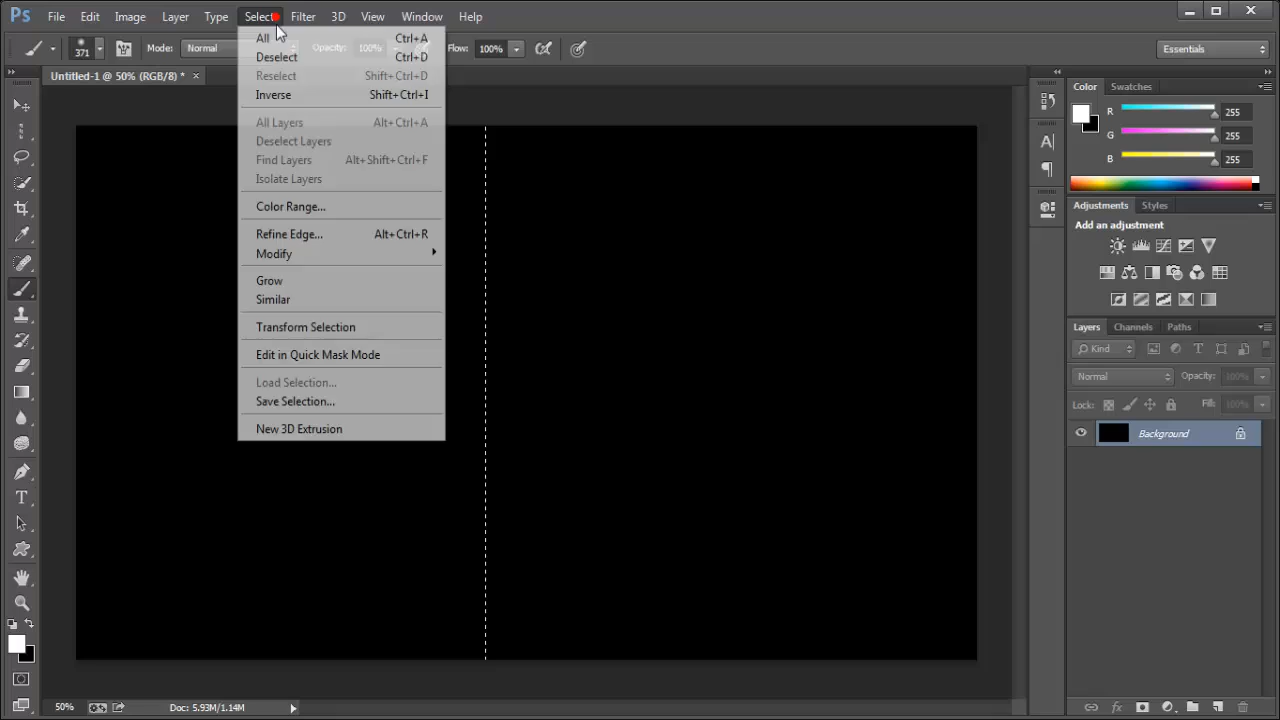 Ps File Edit Image Layer Type Select Filter 3D View Window Help
371 Mode: Normal Opacity: 100% Flow: 100% Essentials
Untitled-1 @ 50% (RGB/8) * ×
All Ctrl+A
Deselect Ctrl+D
Reselect Shift+Ctrl+D
Inverse Shift+Ctrl+I
All Layers Alt+Ctrl+A
Deselect Layers
Find Layers Alt+Shift+Ctrl+F
Isolate Layers
Color Range...
Refine Edge... Alt+Ctrl+R
Modify
Grow
Similar
Transform Selection
Edit in Quick Mask Mode
Load Selection...
Save Selection...
New 3D Extrusion
Color Swatches
R 255
G 255
B 255
Adjustments Styles
Add an adjustment
Layers Channels Paths
Kind
Normal Opacity: 100%
Lock: Fill: 100%
Background
50% Doc: 5.93M/1.14M